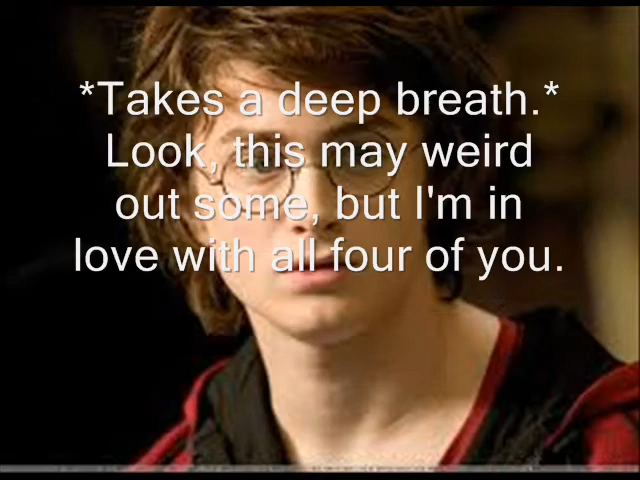 *Takes a deep breath.*
Look, this may weird
out some, but I'm in
love with all four of you.